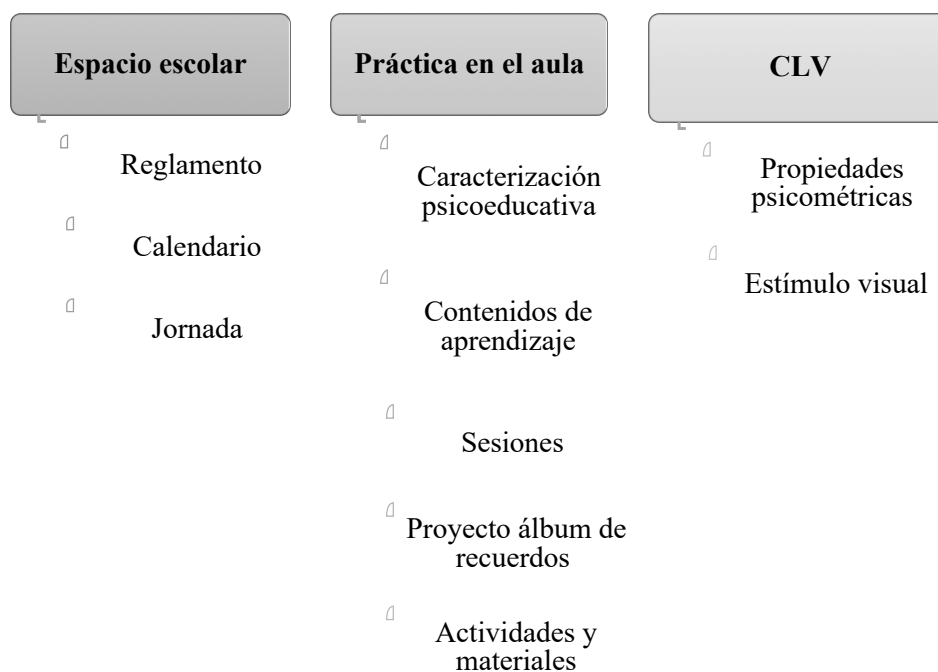 Espacio escolar
Reglamento
Calendario
Jornada
Práctica en el aula
Caracterización
psicoeducativa
Contenidos de
aprendizaje
Sesiones
Proyecto álbum de
recuerdos
Actividades y
materiales
CLV
Propiedades
psicométricas
Estímulo visual